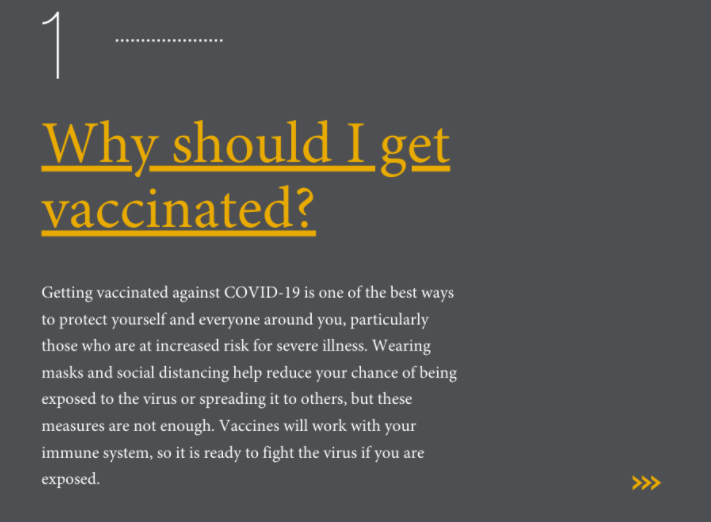 1
Why should I get
vaccinated?
Getting vaccinated against COVID-19 is one of the best ways
to protect yourself and everyone around you, particularly
those who are at increased risk for severe illness. Wearing
masks and social distancing help reduce your chance of being
exposed to the virus or spreading it to others, but these
measures are not enough. Vaccines will work with your
immune system, so it is ready to fight the virus if you are
exposed.